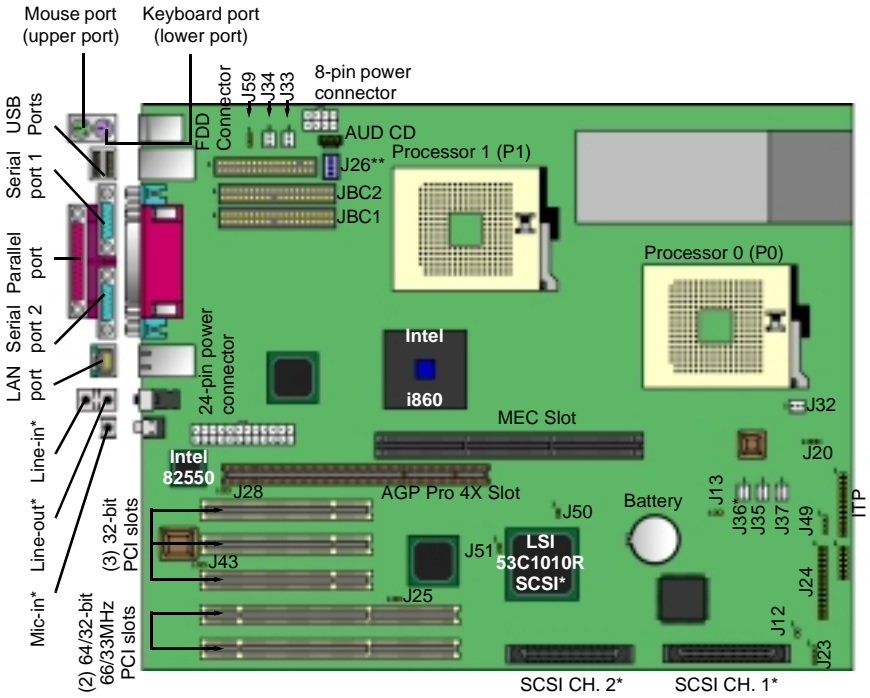 Mouse port
(upper port)
Keyboard port
(lower port)
USB
Ports
Serial
port 1
Parallel
port
Serial
port 2
LAN
port
Line-in*
Line-out*
Mic-in*
FDD
Connector
J59
J34
J33
8-pin power
connector
AUD CD
J26**
JBC2
JBC1
Processor 1 (P1)
Processor 0 (P0)
24-pin power
connector
Intel
i860
MEC Slot
J32
J20
Intel
82550
J28
AGP Pro 4X Slot
(3) 32-bit
PCI slots
J43
J25
(2) 64/32-bit
66/33MHz
PCI slots
J50
J51
LSI
53C1010R
SCSI*
Battery
J13
J36*
J35
J37
J49
ITP
J24
J12
J23
SCSI CH. 2*
SCSI CH. 1*